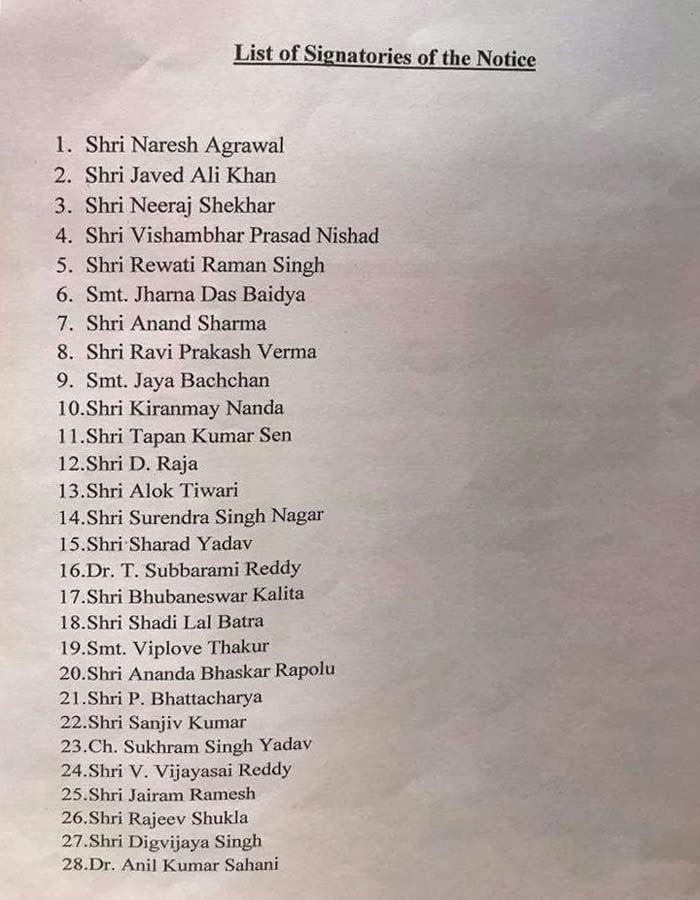 List of Signatories of the Notice
1. Shri Naresh Agrawal
2. Shri Javed Ali Khan
3. Shri Neeraj Shekhar
4. Shri Vishambhar Prasad Nishad
5. Shri Rewati Raman Singh
6. Smt. Jharna Das Baidya
7. Shri Anand Sharma
8. Shri Ravi Prakash Verma
9. Smt. Jaya Bachchan
10.Shri Kiranmay Nanda
11.Shri Tapan Kumar Sen
12.Shri D. Raja
13.Shri Alok Tiwari
14.Shri Surendra Singh Nagar
15.Shri Sharad Yadav
16.Dr. T. Subbarami Reddy
17.Shri Bhubaneswar Kalita
18.Shri Shadi Lal Batra
19.Smt. Viplove Thakur
20.Shri Ananda Bhaskar Rapolu
21.Shri P. Bhattacharya
22.Shri Sanjiv Kumar
23.Ch. Sukhram Singh Yadav
24.Shri V. Vijayasai Reddy
25.Shri Jairam Ramesh
26.Shri Rajeev Shukla
27.Shri Digvijaya Singh
28.Dr. Anil Kumar Sahani